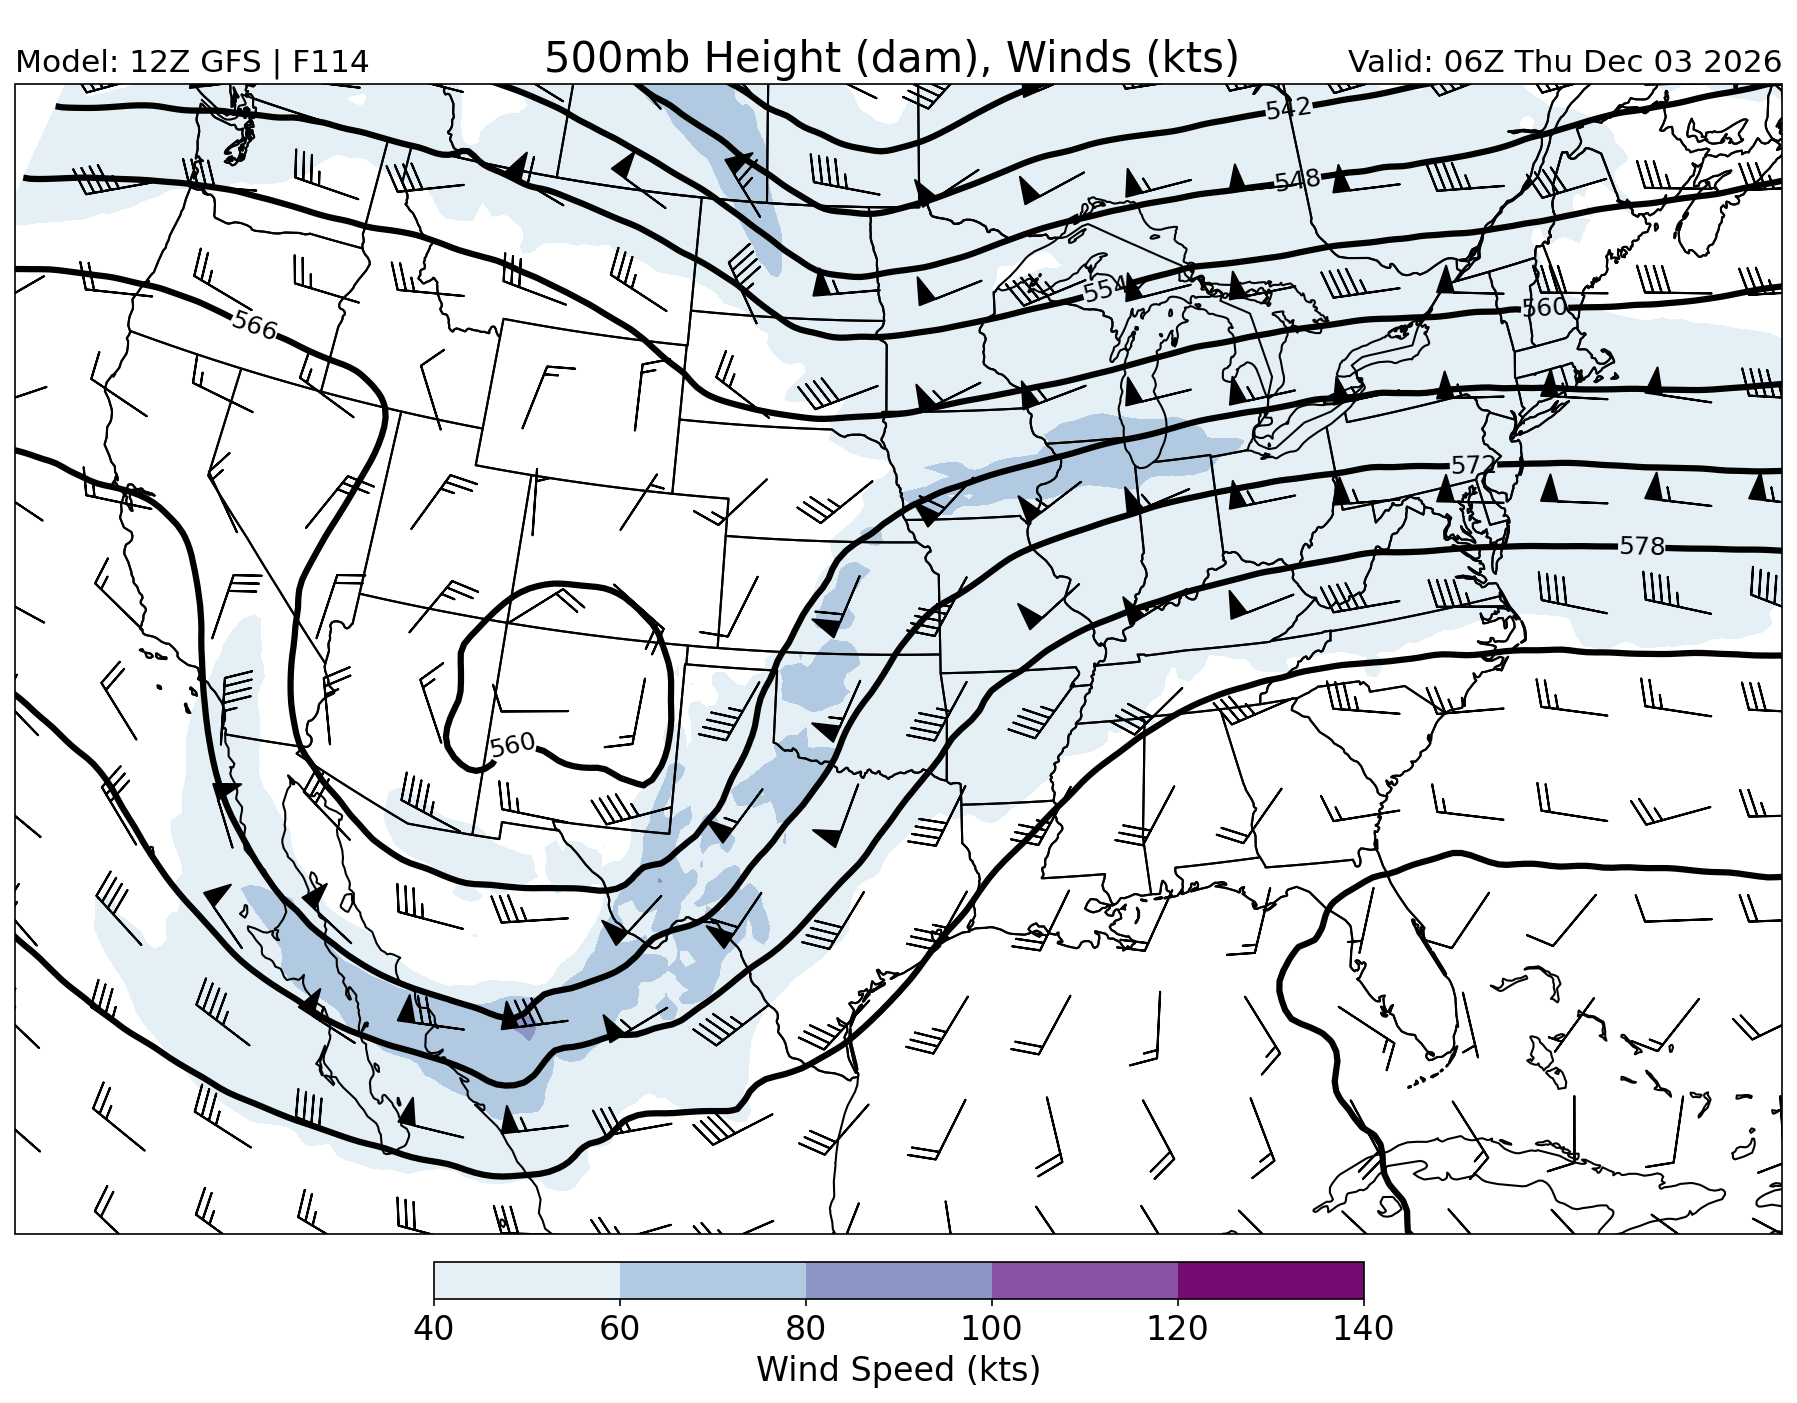 Model: 12Z GFS | F114
500mb Height (dam), Winds (kts)
Valid: 06Z Thu Dec 03 2026
542
548
554
560
566
572
578
560
40 60 80 100 120 140
Wind Speed (kts)